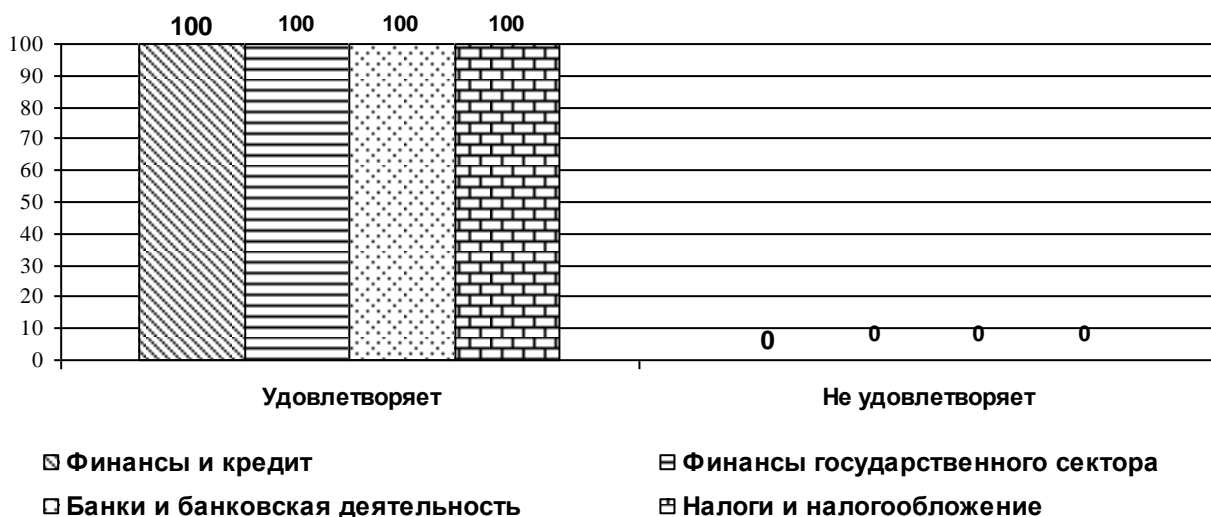 100 100 100 100
100
90
80
70
60
50
40
30
20
10
0
0 0 0 0
Удовлетворяет Не удовлетворяет
Финансы и кредит Финансы государственного сектора
Банки и банковская деятельность Налоги и налогообложение